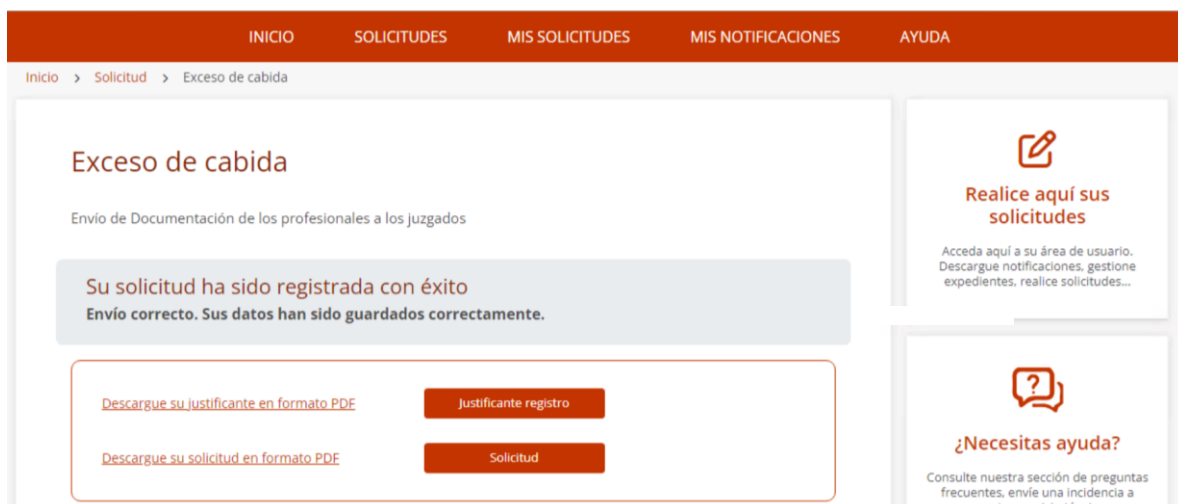 INICIO SOLICITUDES MIS SOLICITUDES MIS NOTIFICACIONES AYUDA
Inicio > Solicitud > Exceso de cabida
Exceso de cabida
Envío de Documentación de los profesionales a los juzgados
Su solicitud ha sido registrada con éxito
Envío correcto. Sus datos han sido guardados correctamente.
Descargue su justificante en formato PDF Justificante registro
Descargue su solicitud en formato PDF Solicitud
Realice aquí sus
solicitudes
Acceda aquí a su área de usuario.
Descargue notificaciones, gestione
expedientes, realice solicitudes...
¿Necesitas ayuda?
Consulte nuestra sección de preguntas
frecuentes, envíe una incidencia a